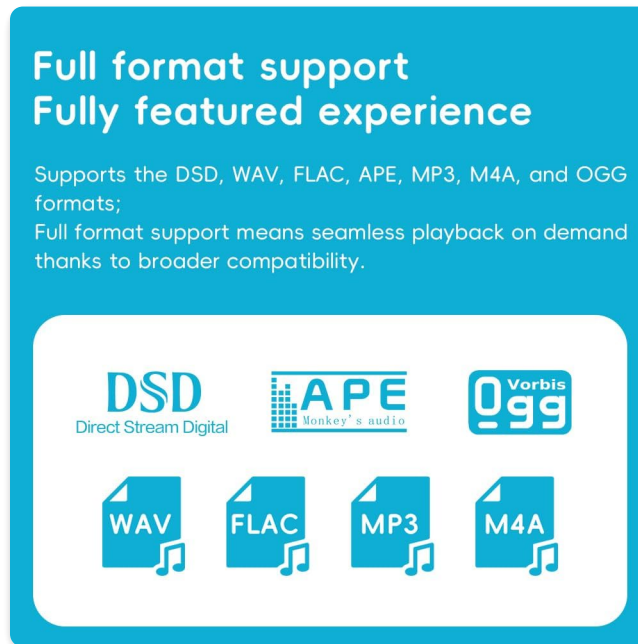 Full format support
Fully featured experience
Supports the DSD, WAV, FLAC, APE, MP3, M4A, and OGG
formats;
Full format support means seamless playback on demand
thanks to broader compatibility.
DSD
Direct Stream Digital
APE
Monkey's audio
Vorbis
Ogg
WAV
FLAC
MP3
M4A